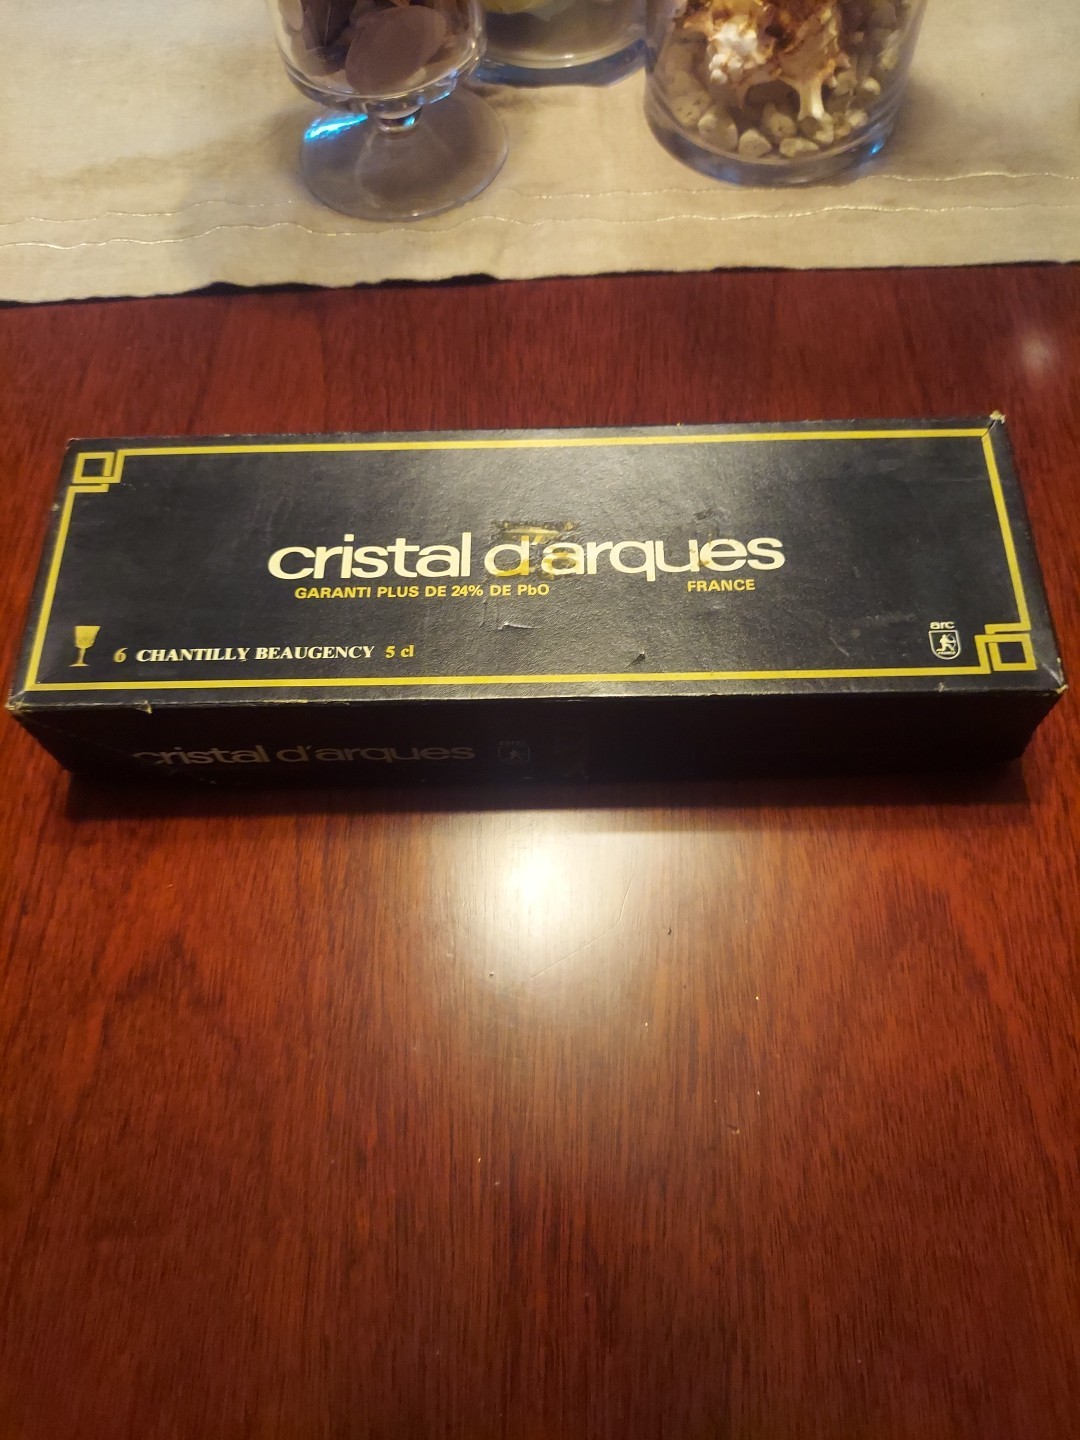 cristal d'arques
GARANTI PLUS DE 24% DE PbO FRANCE
6 CHANTILLY BEAUGENCY 5 cl
arc
cristal d'arques